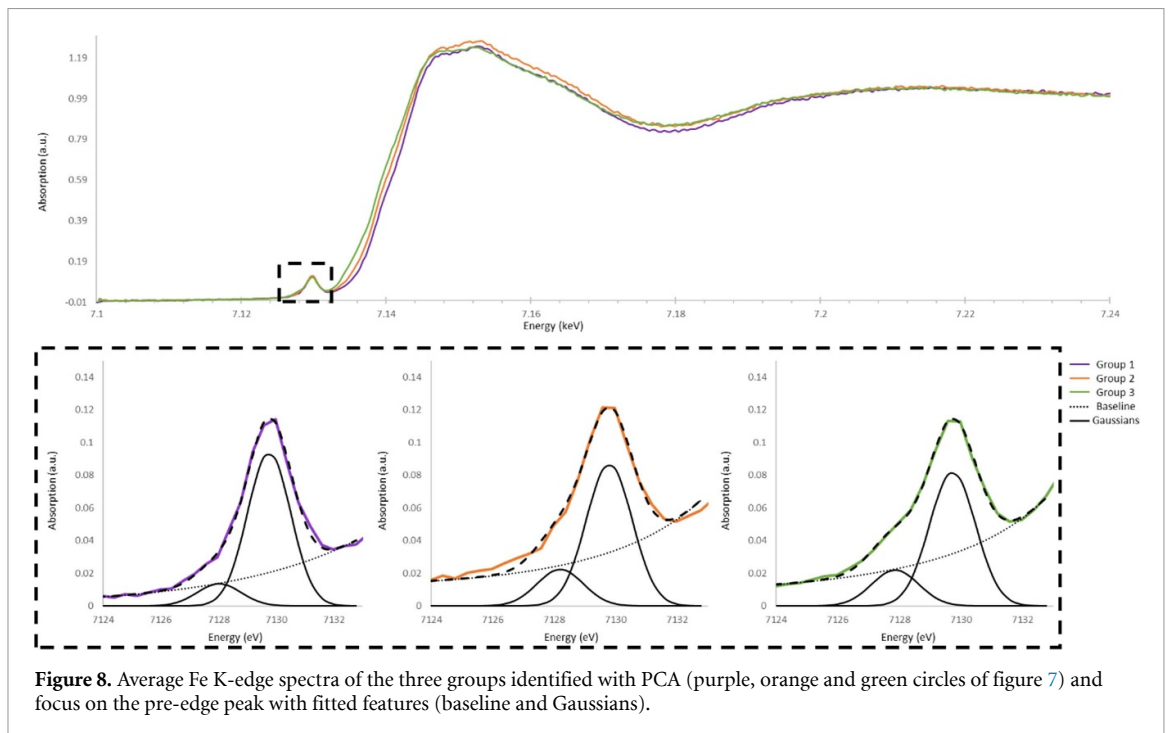 1.19
0.99
0.79
0.59
0.39
0.19
-0.01
Absorption (a.u.)
7.1 7.12 7.14 7.16 7.18 7.2 7.22 7.24
Energy (keV)
0.14
0.12
0.1
0.08
0.06
0.04
0.02
0
Absorption (a.u.)
7124 7126 7128 7130 7132
Energy (eV)
0.14
0.12
0.1
0.08
0.06
0.04
0.02
0
Absorption (a.u.)
7124 7126 7128 7130 7132
Energy (eV)
0.14
0.12
0.1
0.08
0.06
0.04
0.02
0
Absorption (a.u.)
7124 7126 7128 7130 7132
Energy (eV)
Group 1
Group 2
Group 3
Baseline
Gaussians
Figure 8. Average Fe K-edge spectra of the three groups identified with PCA (purple, orange and green circles of figure 7) and
focus on the pre-edge peak with fitted features (baseline and Gaussians).